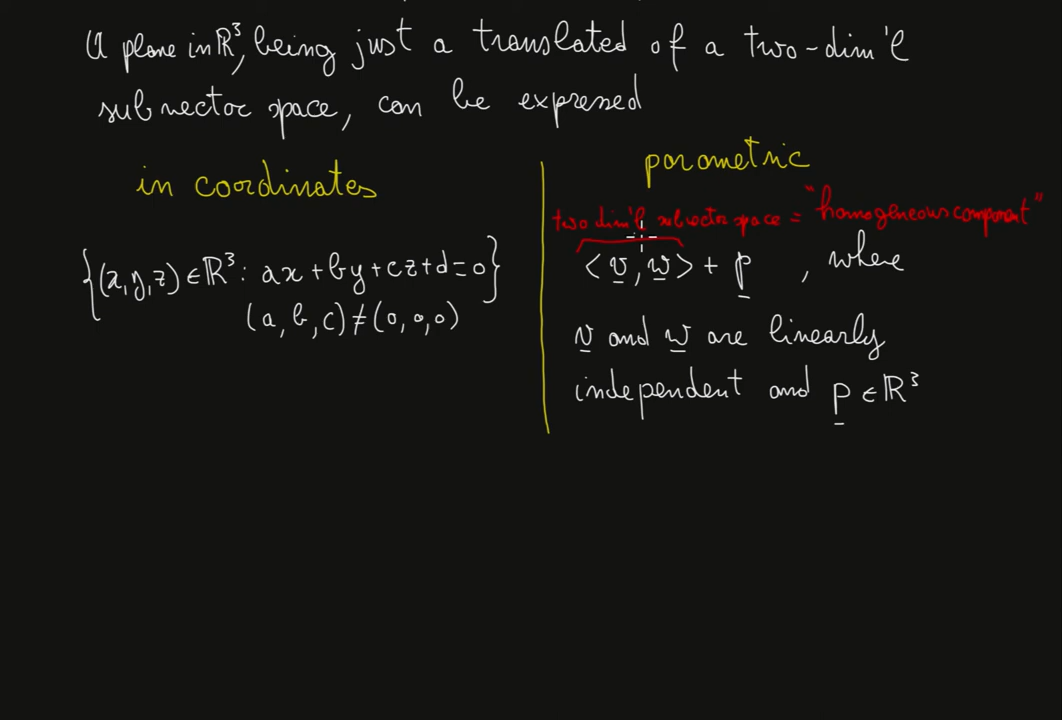 A plane in ℝ³, being just a translated of a two-dim'l
subvector space, can be expressed
in coordinates
{(x, y, z) ∈ ℝ³: ax + by + cz + d = 0}
(a, b, c) ≠ (0, 0, 0)
parametric
two dim'l subvector space = "homogeneous component"
<v, w> + p , where
v and w are linearly
independent and p ∈ ℝ³